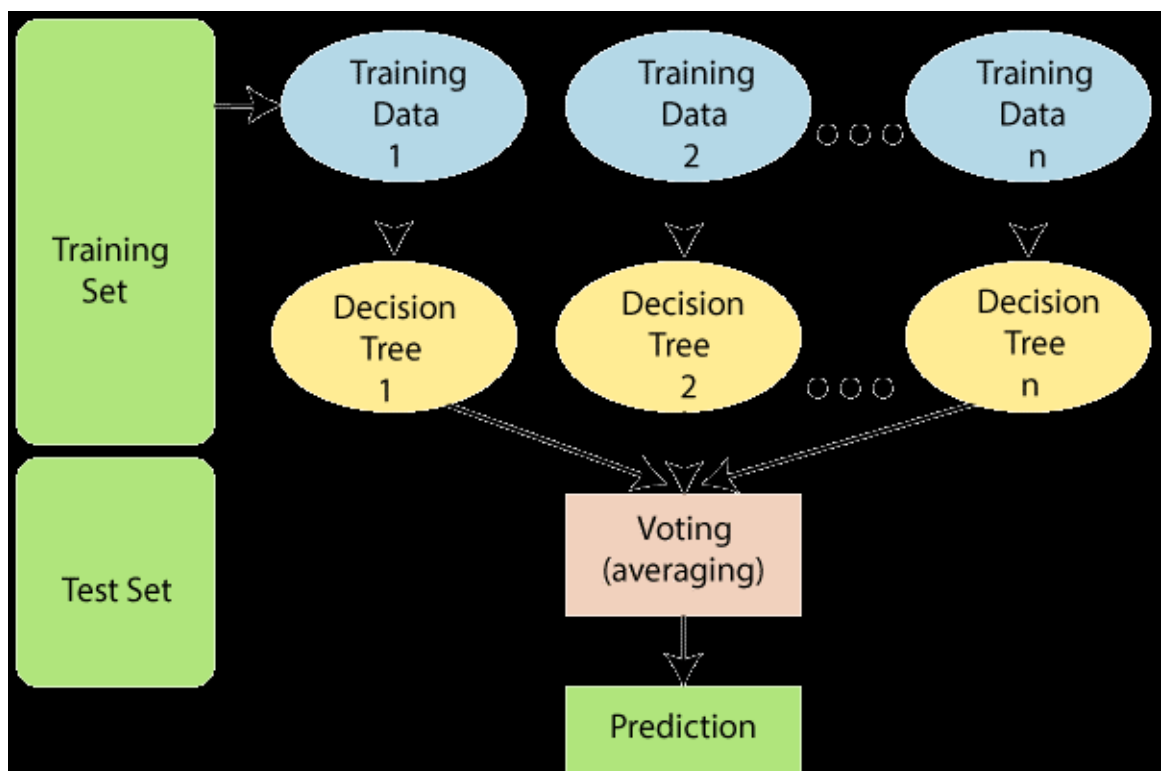 Training
Set
Training
Data
1
Training
Data
2
Training
Data
n
Decision
Tree
1
Decision
Tree
2
Decision
Tree
n
Test Set
Voting
(averaging)
Prediction